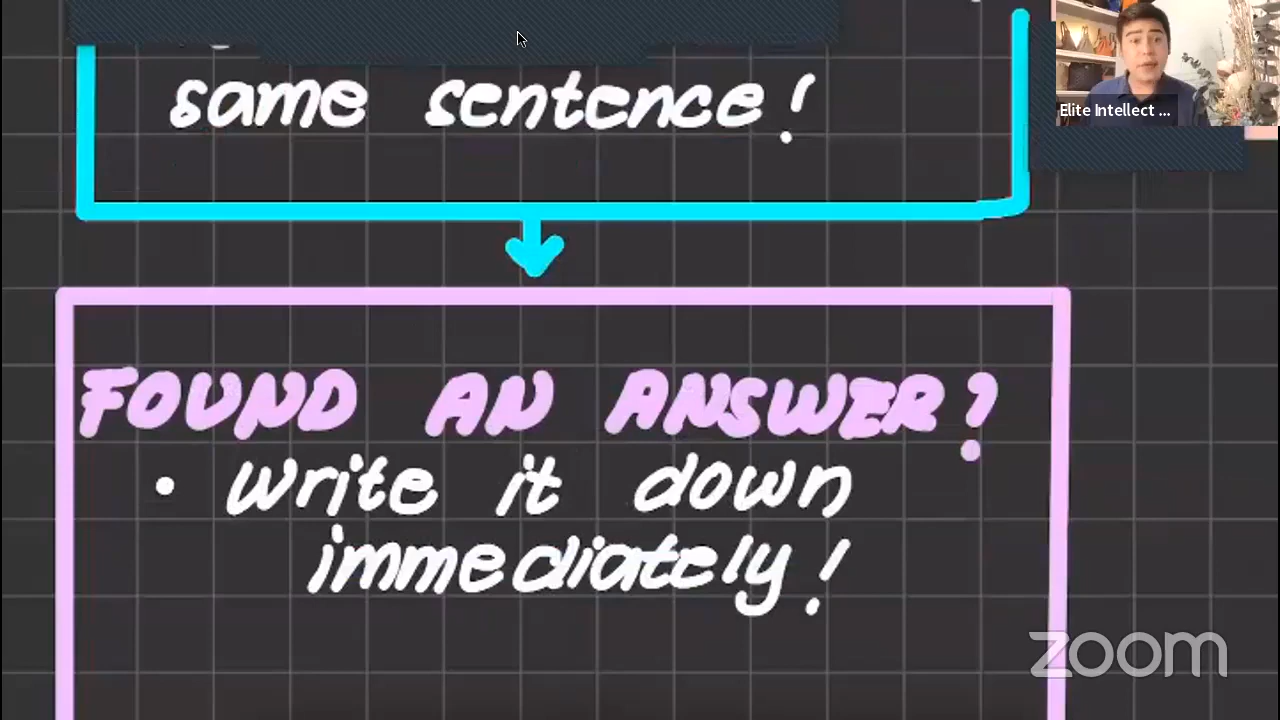 same sentence!
Elite Intellect ...
FOUND AN ANSWER?
• Write it down
immediately!
zoom